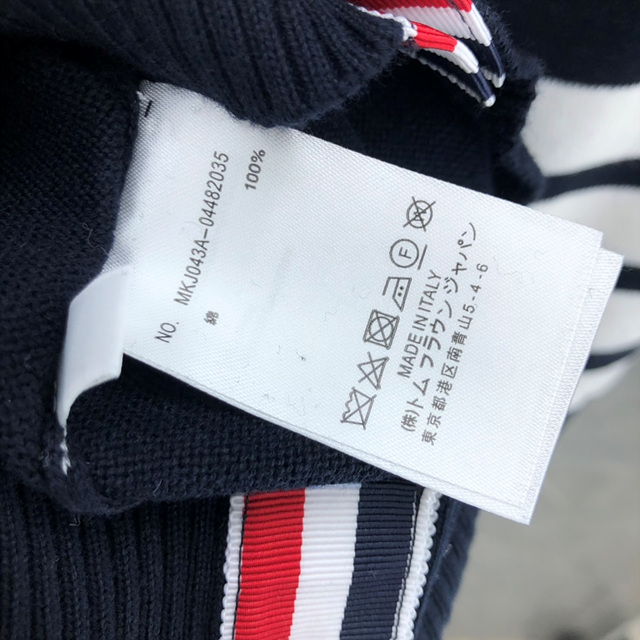 NO. MKJ043A-04482035
綿 100%
MADE IN ITALY
(株)トム ブラウン ジャパン
東京都港区南青山5-4-6